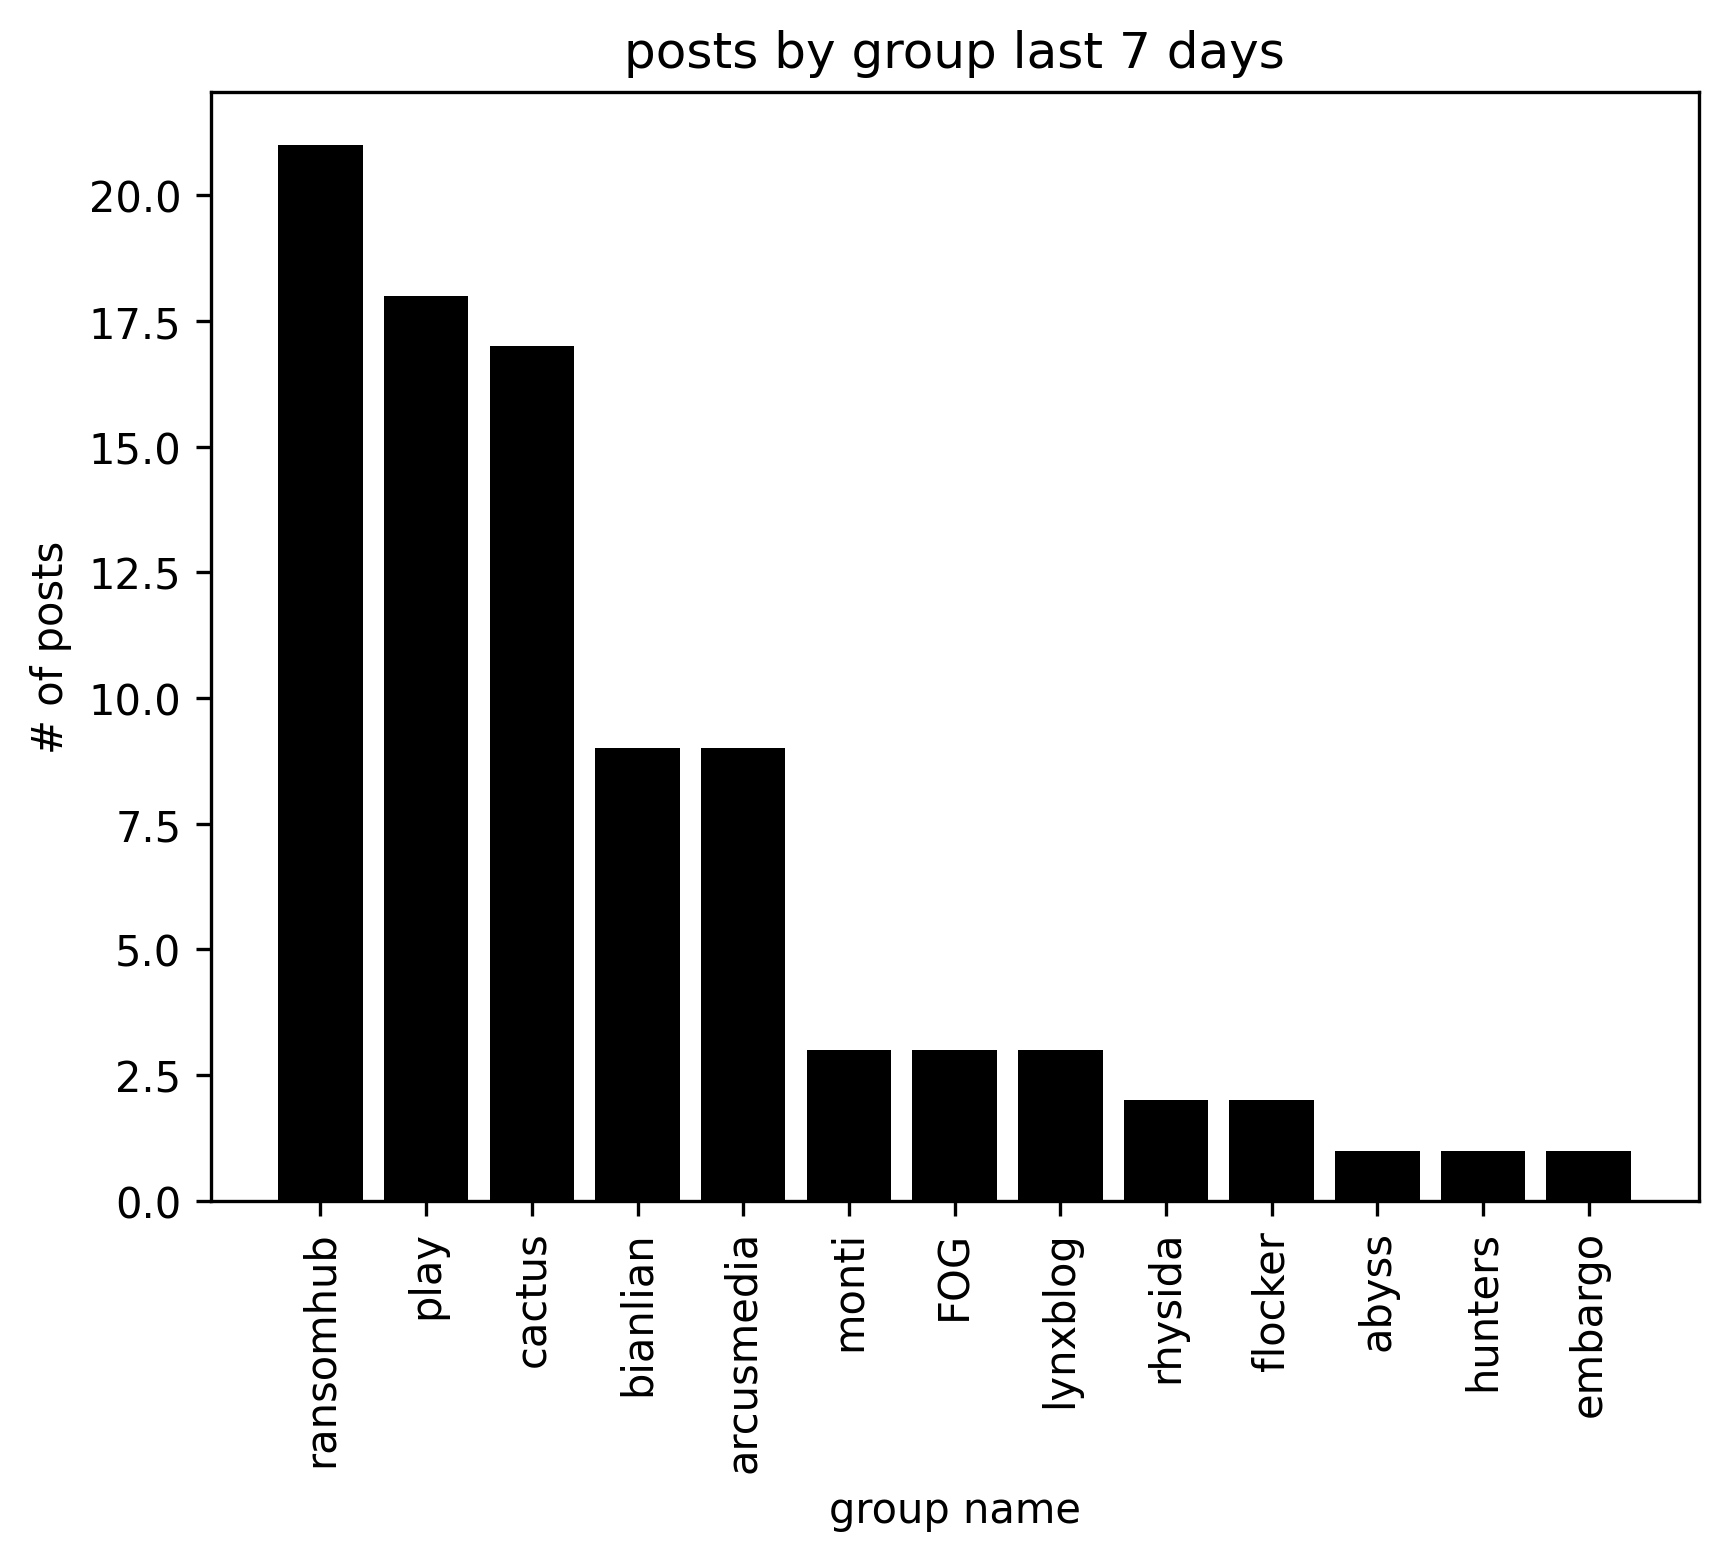 posts by group last 7 days
# of posts
20.0
17.5
15.0
12.5
10.0
7.5
5.0
2.5
0.0
ransomhub
play
cactus
bianlian
arcusmedia
monti
FOG
lynxblog
rhysida
flocker
abyss
hunters
embargo
group name